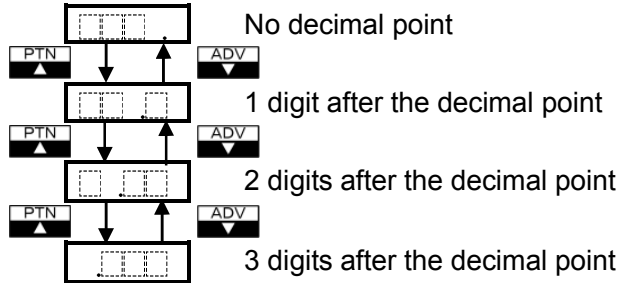 No decimal point
PTN ADV
1 digit after the decimal point
PTN ADV
2 digits after the decimal point
PTN ADV
3 digits after the decimal point